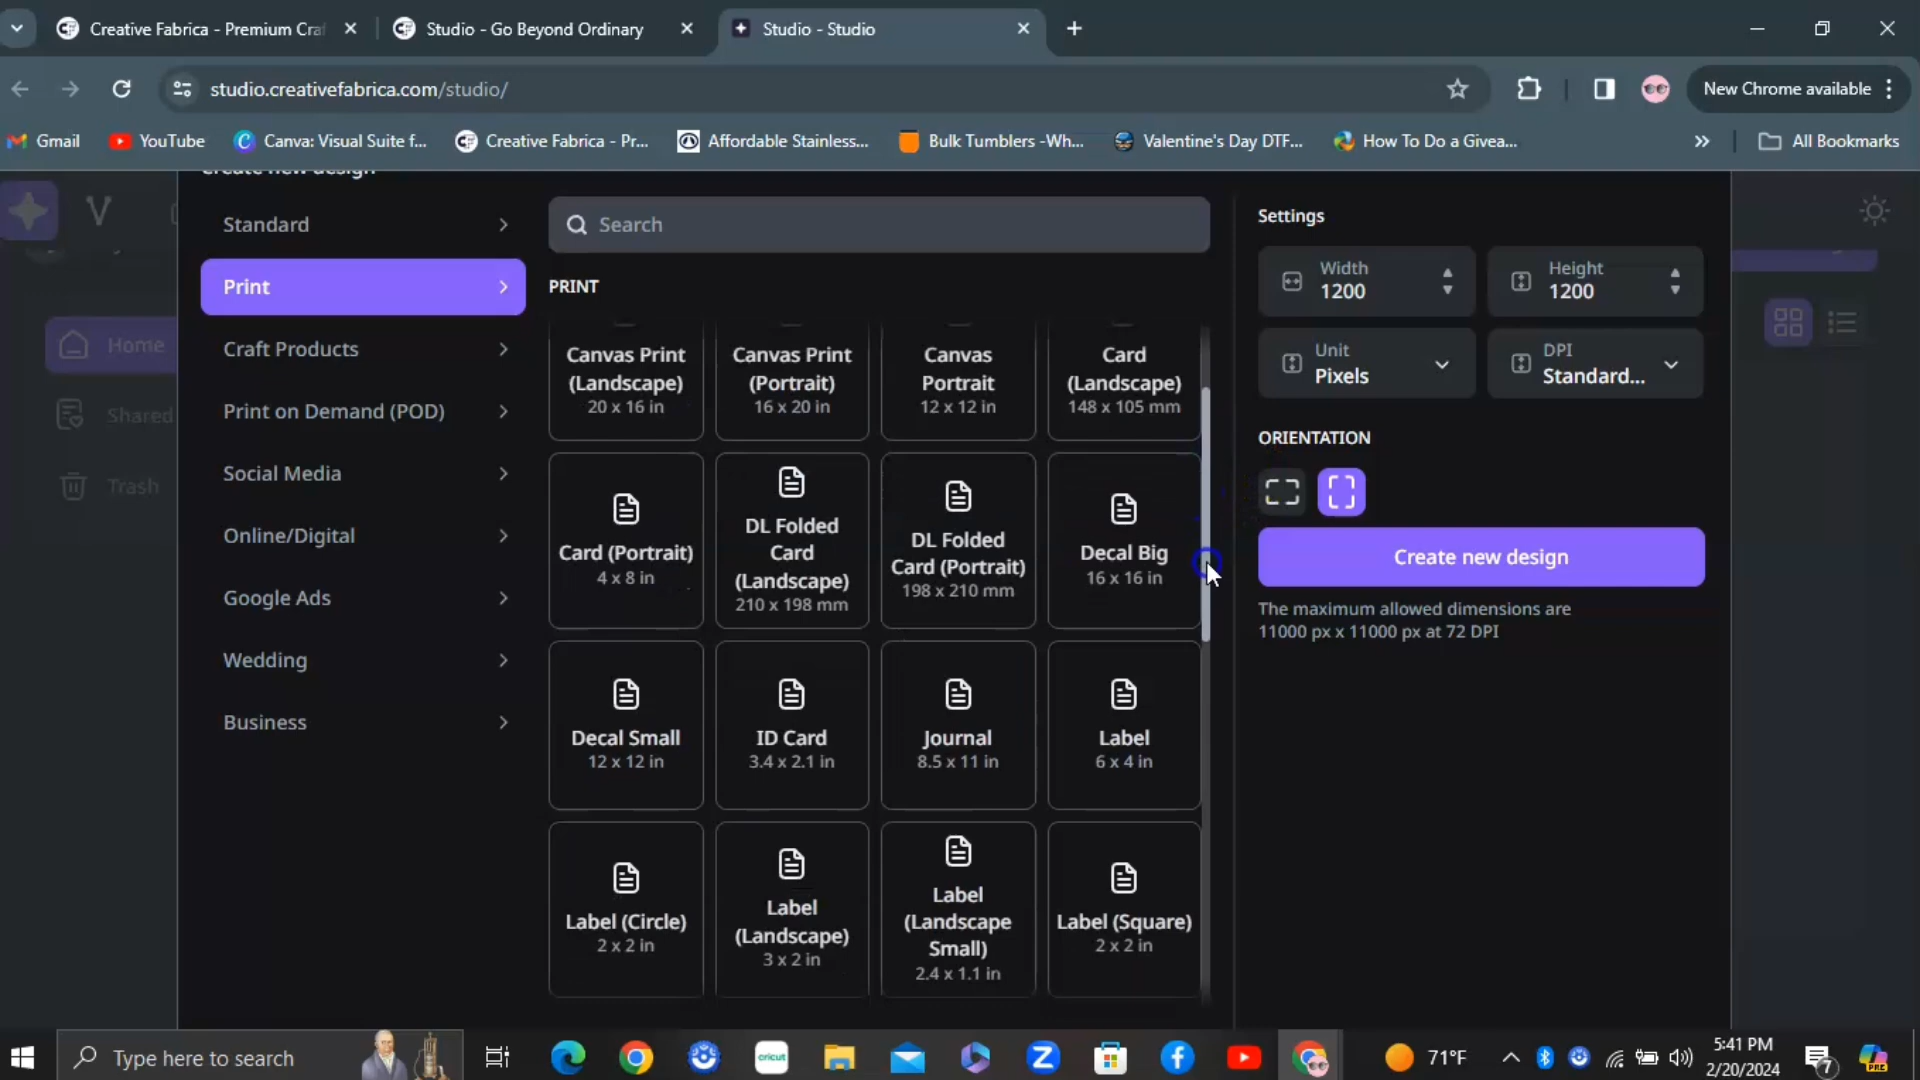 Creative Fabrica - Premium Craf
Studio - Go Beyond Ordinary
Studio - Studio
studio.creativefabrica.com/studio/
New Chrome available
Gmail
YouTube
Canva: Visual Suite f...
Creative Fabrica - Pr...
Affordable Stainless...
Bulk Tumblers -Wh...
Valentine's Day DTF...
How To Do a Givea...
All Bookmarks
Create new design
Home
Shared
Trash
Standard
Print
Craft Products
Print on Demand (POD)
Social Media
Online/Digital
Google Ads
Wedding
Business
Search
PRINT
Canvas Print
(Landscape)
20 x 16 in
Canvas Print
(Portrait)
16 x 20 in
Canvas
Portrait
12 x 12 in
Card
(Landscape)
148 x 105 mm
Card (Portrait)
4 x 8 in
DL Folded
Card
(Landscape)
210 x 198 mm
DL Folded
Card (Portrait)
198 x 210 mm
Decal Big
16 x 16 in
Decal Small
12 x 12 in
ID Card
3.4 x 2.1 in
Journal
8.5 x 11 in
Label
6 x 4 in
Label (Circle)
2 x 2 in
Label
(Landscape)
3 x 2 in
Label
(Landscape
Small)
2.4 x 1.1 in
Label (Square)
2 x 2 in
Settings
Width
1200
Height
1200
Unit
Pixels
DPI
Standard...
ORIENTATION
Create new design
The maximum allowed dimensions are
11000 px x 11000 px at 72 DPI
Type here to search
cricut
71°F
5:41 PM
2/20/2024
7
PRE